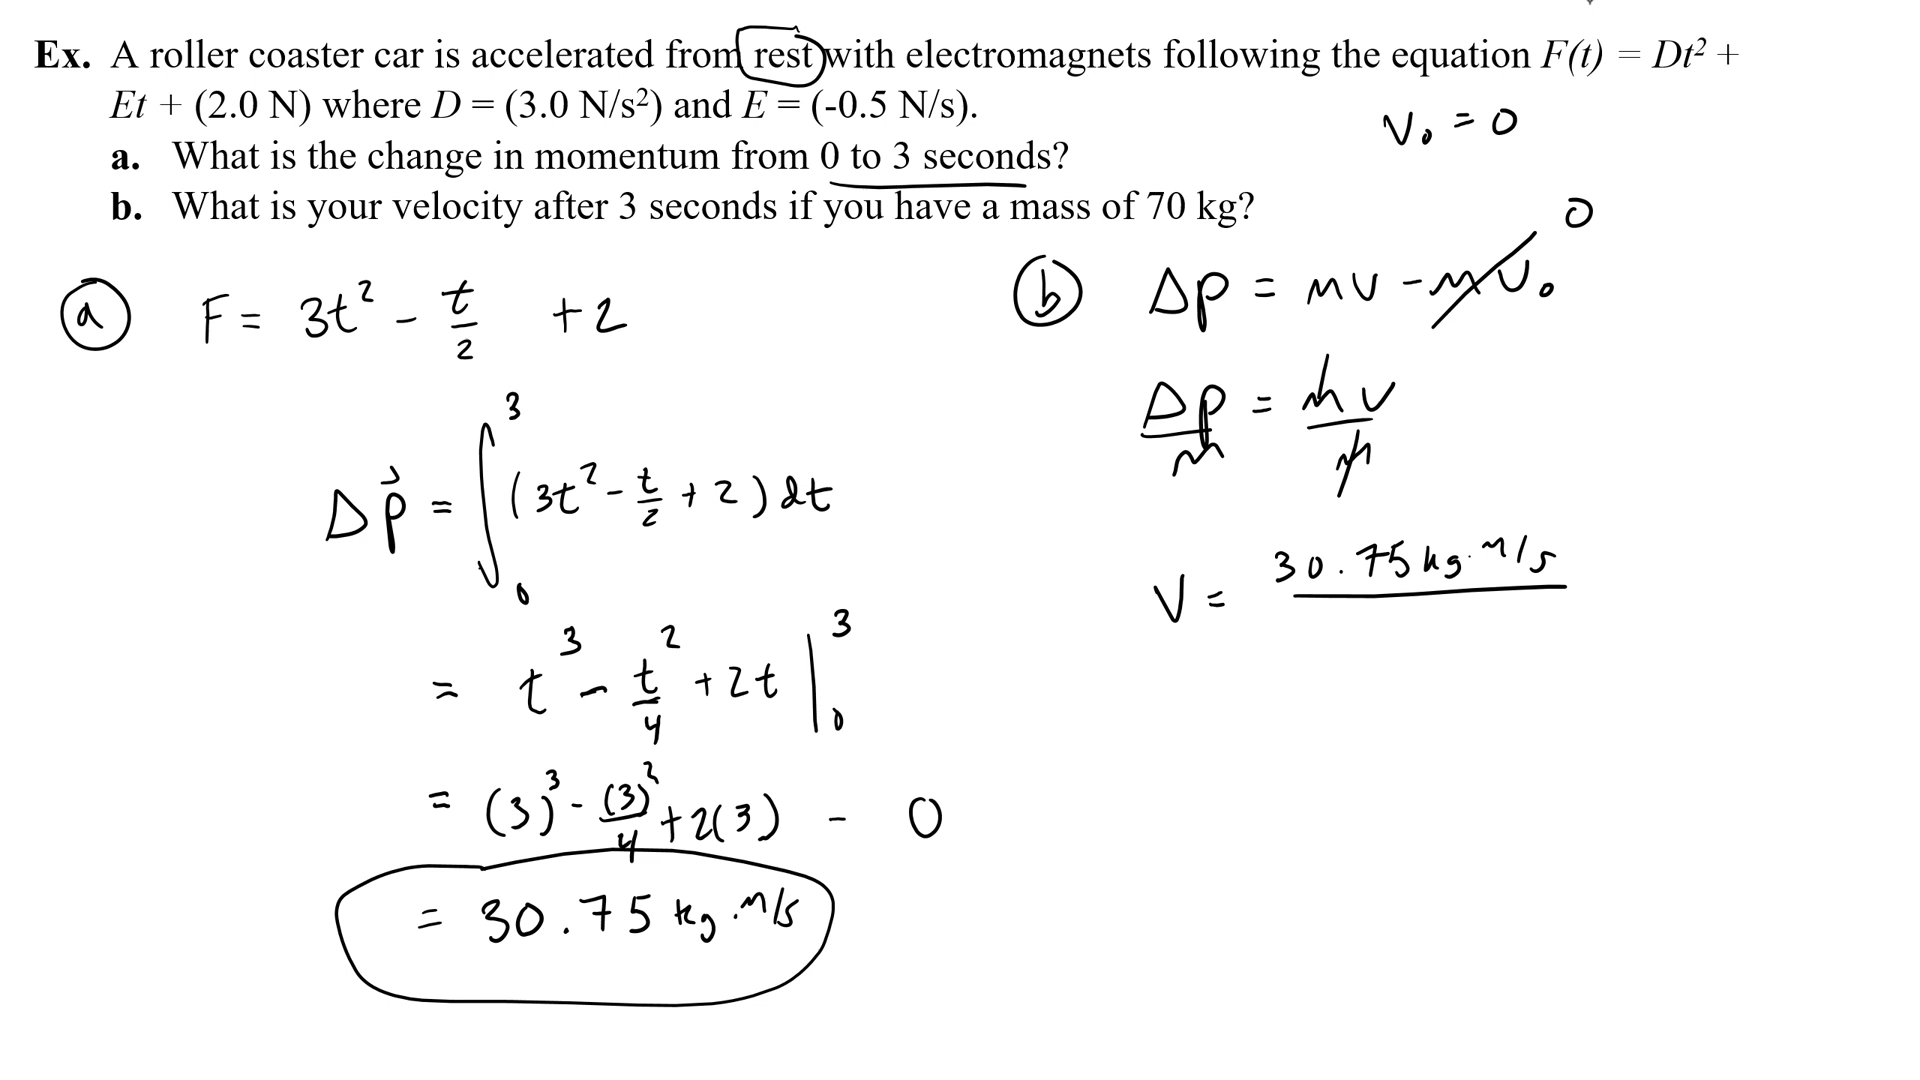 Ex. A roller coaster car is accelerated from rest with electromagnets following the equation F(t) = Dt² +
Et + (2.0 N) where D = (3.0 N/s²) and E = (-0.5 N/s).
a. What is the change in momentum from 0 to 3 seconds?
b. What is your velocity after 3 seconds if you have a mass of 70 kg?
V₀ = 0
(a) F = 3t² - t/2 + 2
Δp⃗ = ∫₀³ (3t² - t/2 + 2) dt
= t³ - t²/4 + 2t |₀³
= (3)³ - (3)²/4 + 2(3) - 0
= 30.75 kg·m/s
(b) Δp = mv - mv₀ 0
Δp/m = mv/m
V = 30.75 kg·m/s